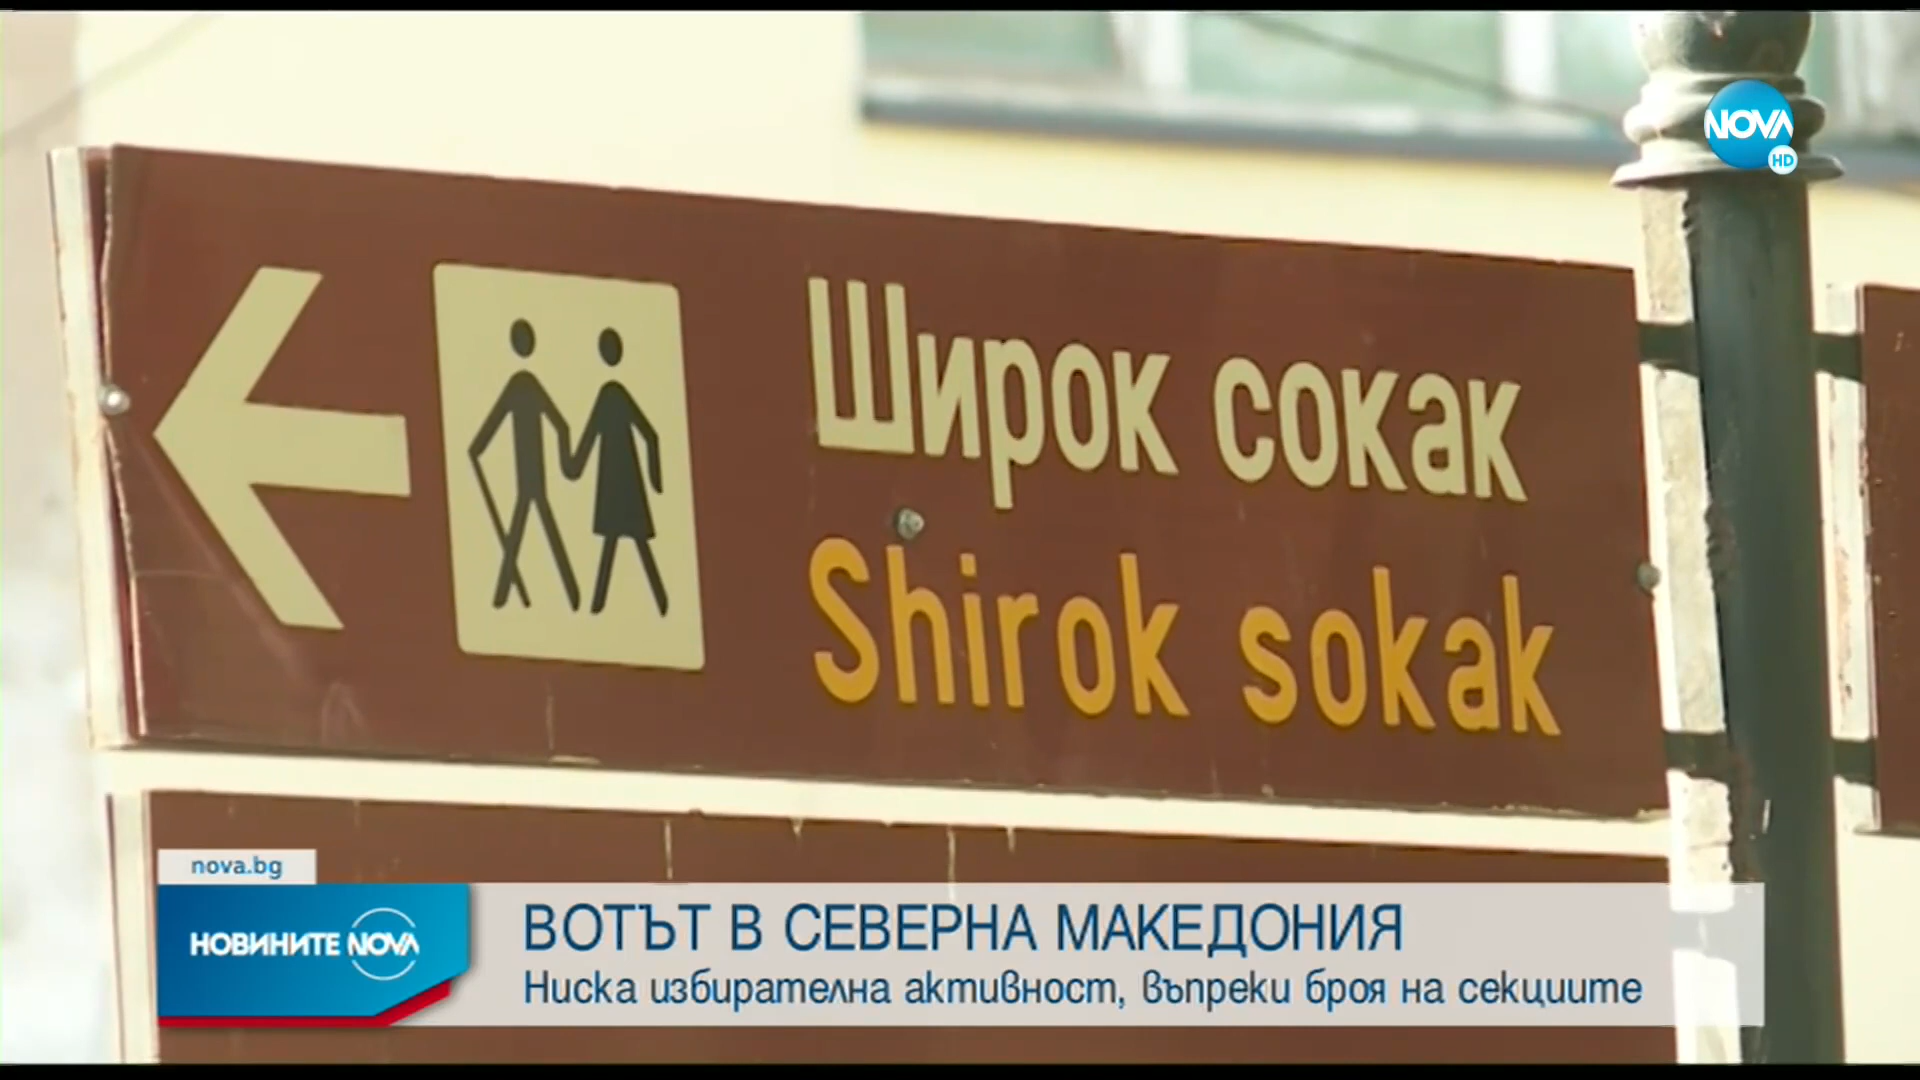 NOVA
HD
Широк сокак
Shirok sokak
nova.bg
НОВИНИТЕ NOVA
ВОТЪТ В СЕВЕРНА МАКЕДОНИЯ
Ниска избирателна активност, въпреки броя на секциите